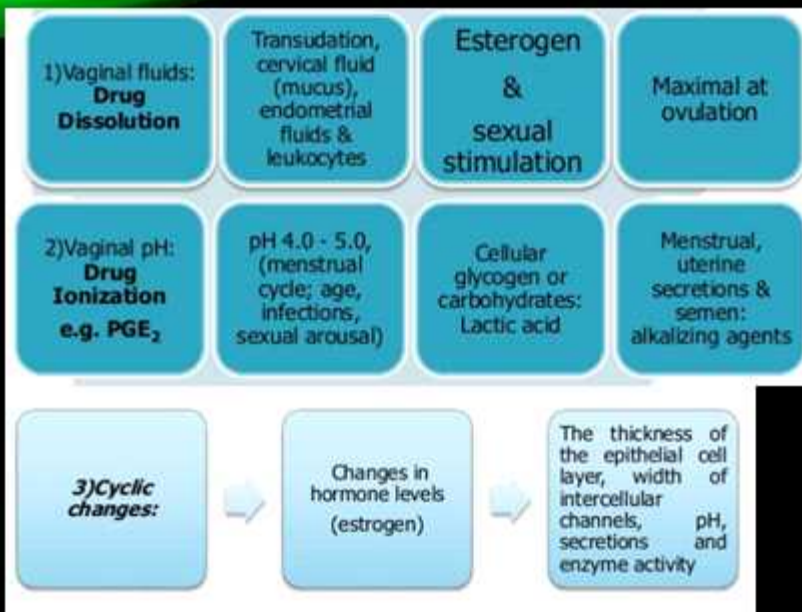 1)Vaginal fluids:
Drug
Dissolution
Transudation,
cervical fluid
(mucus),
endometrial
fluids &
leukocytes
Esterogen
&
sexual
stimulation
Maximal at
ovulation
2)Vaginal pH:
Drug
Ionization
e.g. PGE₂
pH 4.0 - 5.0,
(menstrual
cycle; age,
infections,
sexual arousal)
Cellular
glycogen or
carbohydrates:
Lactic acid
Menstrual,
uterine
secretions &
semen:
alkalizing agents
3)Cyclic
changes:
Changes in
hormone levels
(estrogen)
The thickness of
the epithelial cell
layer, width of
intercellular
channels, pH,
secretions and
enzyme activity